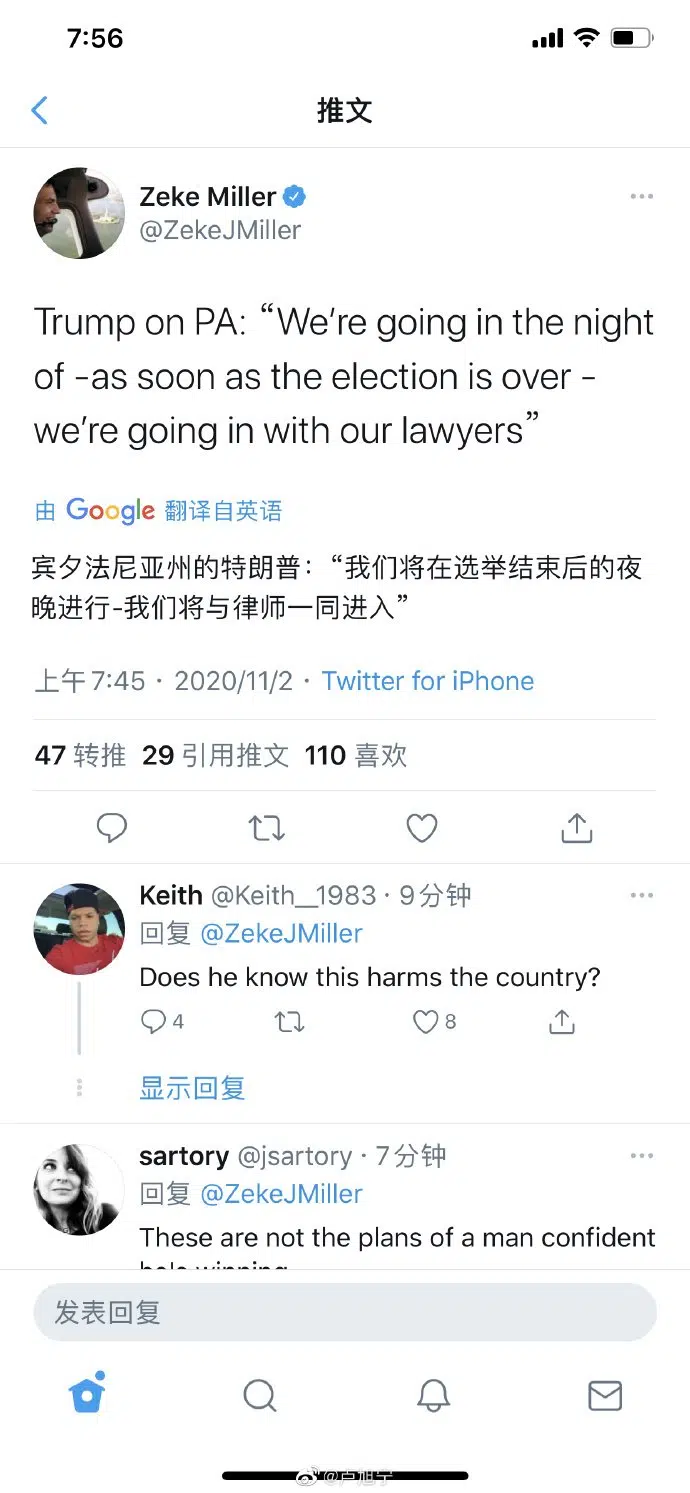 7:56
推文
Zeke Miller
@ZekeJMiller
Trump on PA: “We’re going in the night
of -as soon as the election is over -
we’re going in with our lawyers”
由 Google 翻译自英语
宾夕法尼亚州的特朗普：“我们将在选举结束后的夜
晚进行-我们将与律师一同进入”
上午 7:45 · 2020/11/2 · Twitter for iPhone
47 转推 29 引用推文 110 喜欢
Keith @Keith__1983 · 9分钟
回复 @ZekeJMiller
Does he know this harms the country?
4 8
显示回复
sartory @jsartory · 7分钟
回复 @ZekeJMiller
These are not the plans of a man confident
he's winning
发表回复
@卢旭宁